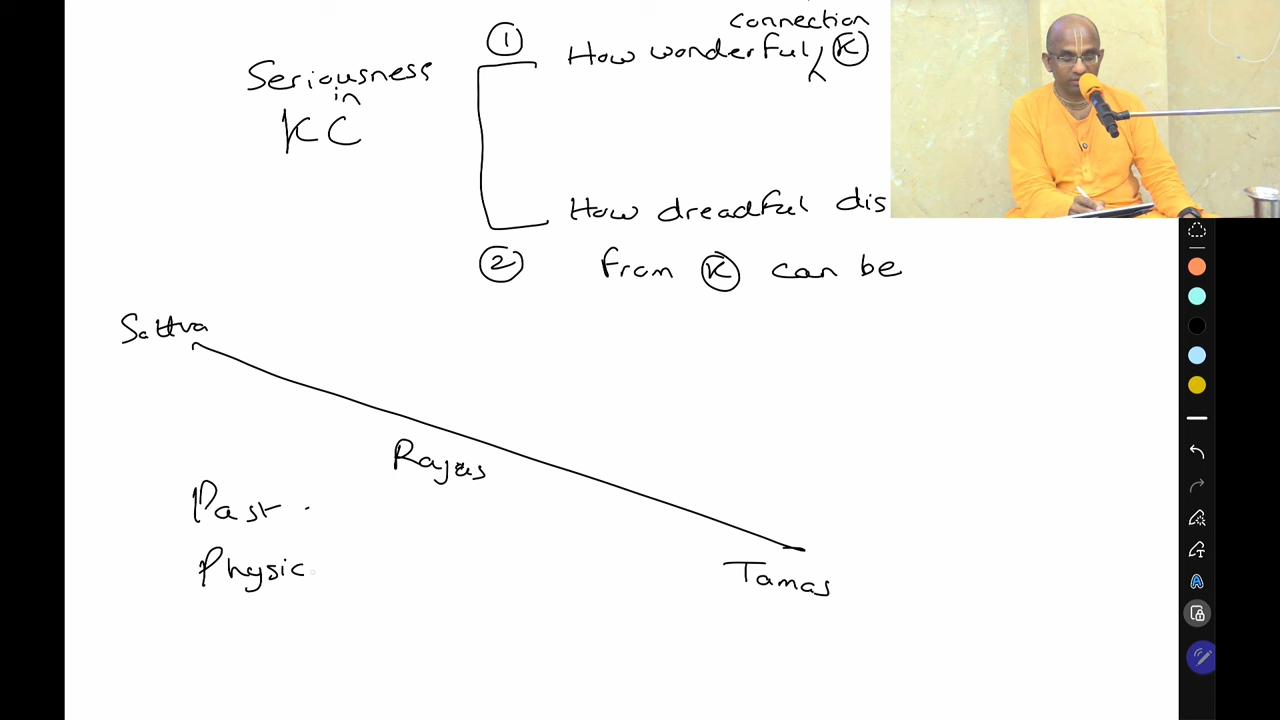 connection
① How wonderful ^ Ⓚ
Seriousness
in
KC
How dreadful dis
② from Ⓚ can be
Sattva
Rajas
Past
Physic
Tamas